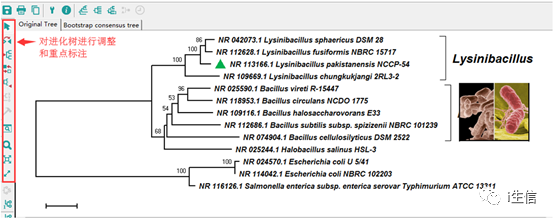 Original Tree Bootstrap consensus tree
对进化树进行调整
和重点标注
86 NR 042073.1 Lysinibacillus sphaericus DSM 28
100 NR 112628.1 Lysinibacillus fusiformis NBRC 15717
100 NR 113166.1 Lysinibacillus pakistanensis NCCP-54
NR 109669.1 Lysinibacillus chungkukjangi 2RL3-2
Lysinibacillus
96 NR 025590.1 Bacillus vireti R-15447
53 NR 118953.1 Bacillus circulans NCDO 1775
53 NR 109116.1 Bacillus halosaccharovorans E33
54 NR 112686.1 Bacillus subtilis subsp. spizizenii NBRC 101239
68 NR 074904.1 Bacillus cellulosilyticus DSM 2522
NR 025244.1 Halobacillus salinus HSL-3
100 NR 024570.1 Escherichia coli U 5/41
100 NR 114042.1 Escherichia coli NBRC 102203
NR 116126.1 Salmonella enterica subsp. enterica serovar Typhimurium ATCC 13311
i生信